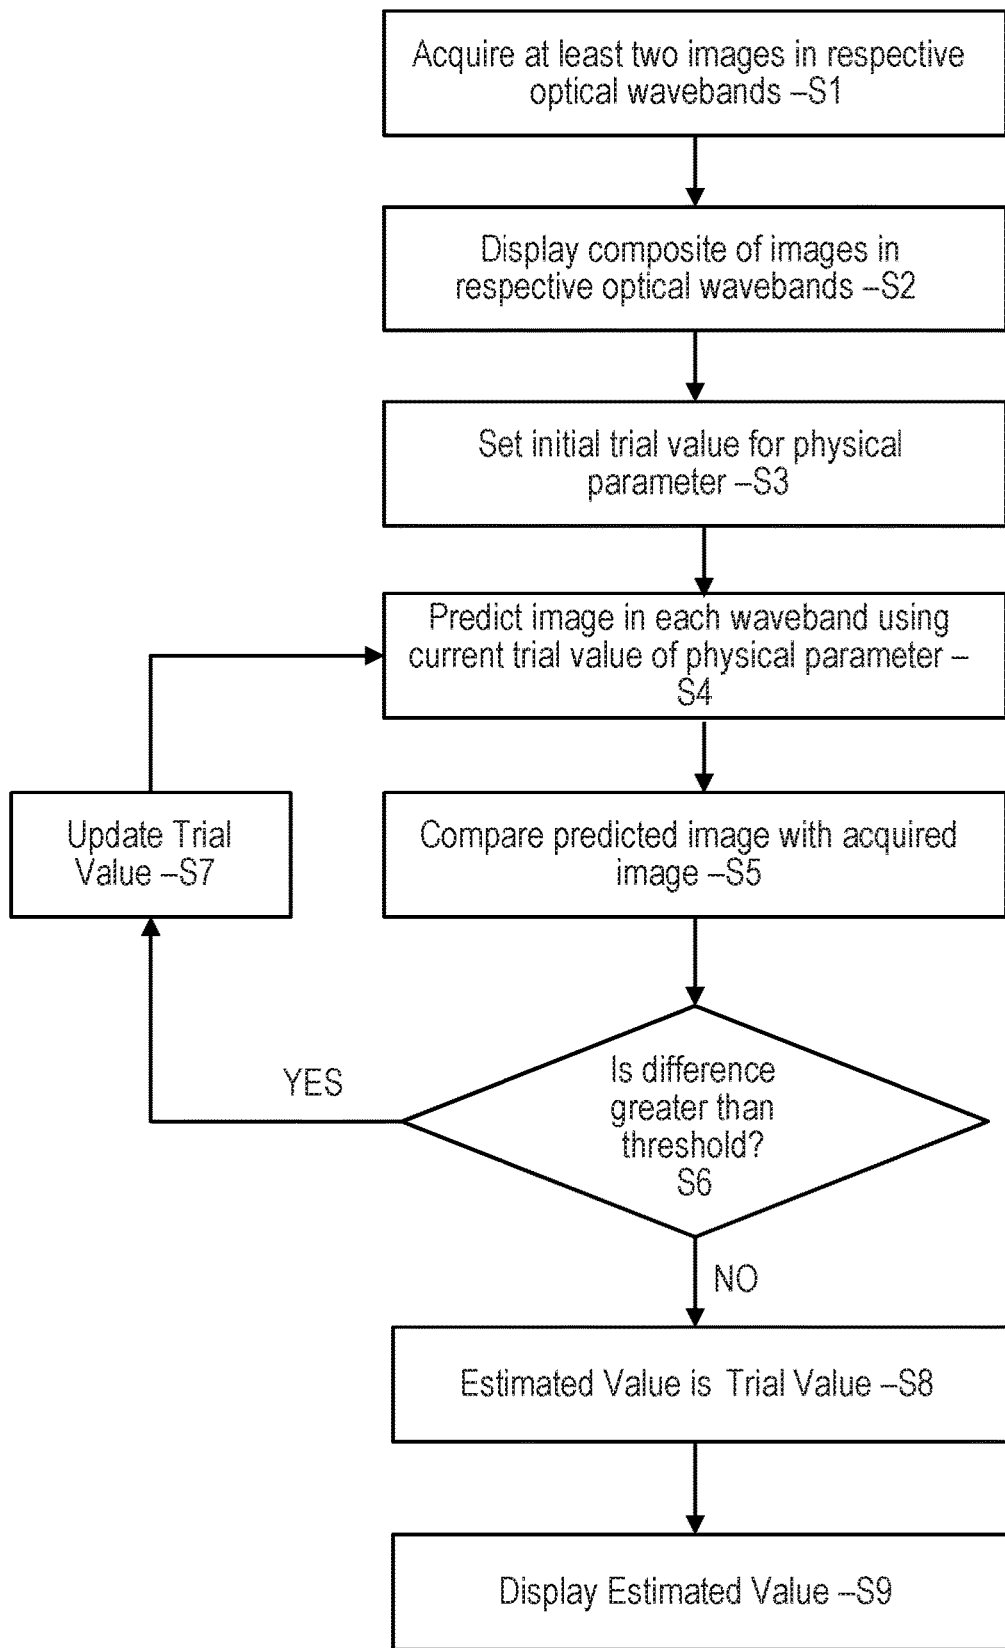 Acquire at least two images in respective
optical wavebands –S1
Display composite of images in
respective optical wavebands –S2
Set initial trial value for physical
parameter –S3
Predict image in each waveband using
current trial value of physical parameter –
S4
Update Trial
Value –S7
Compare predicted image with acquired
image –S5
YES
Is difference
greater than
threshold?
S6
NO
Estimated Value is Trial Value –S8
Display Estimated Value –S9